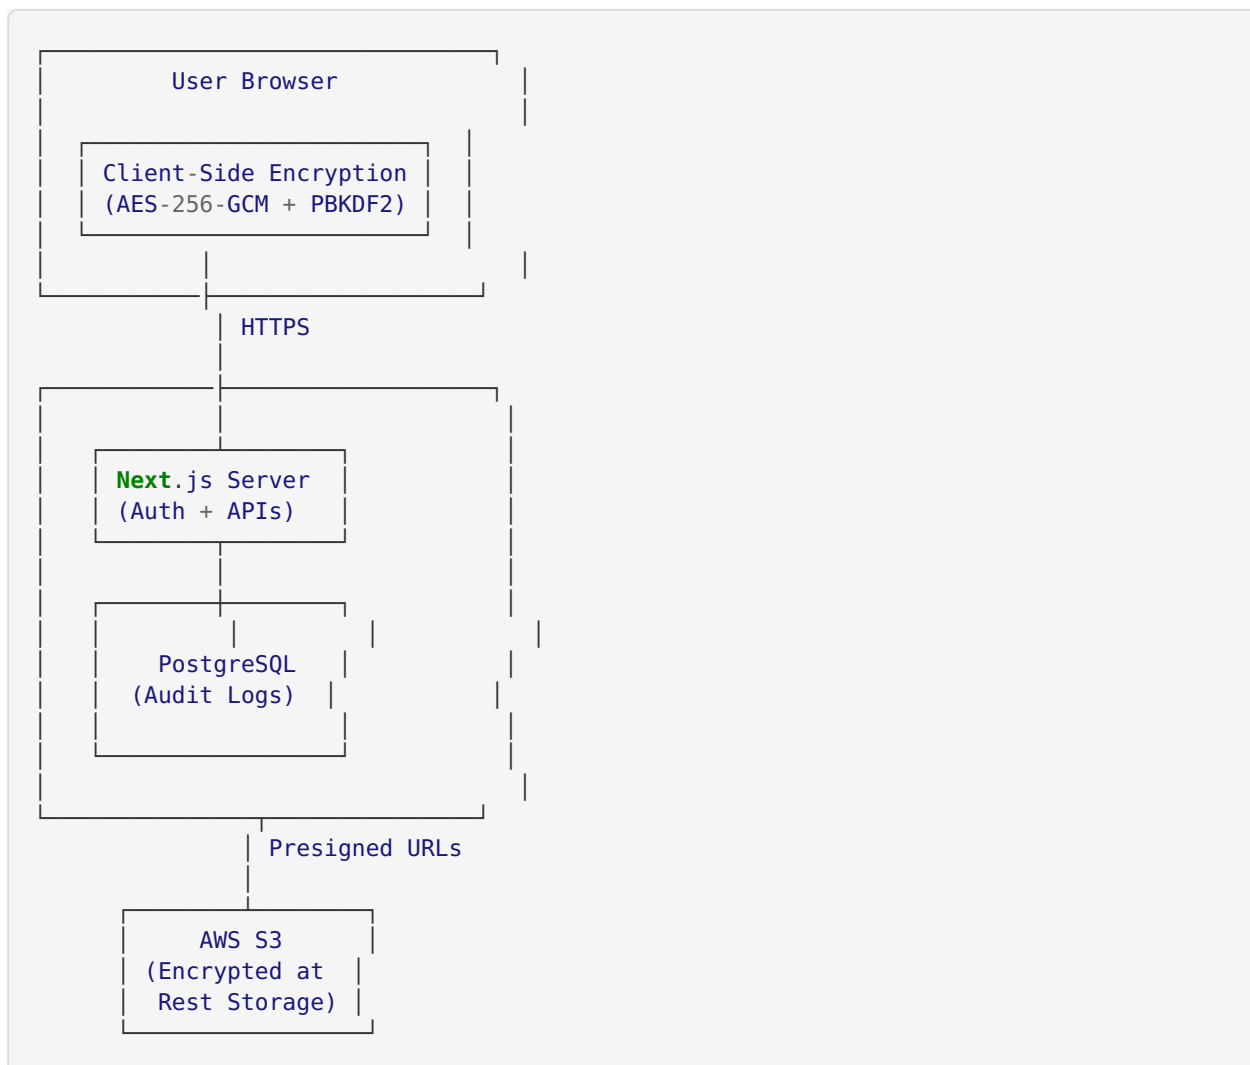 User Browser
Client-Side Encryption
(AES-256-GCM + PBKDF2)
HTTPS
Next.js Server
(Auth + APIs)
PostgreSQL
(Audit Logs)
Presigned URLs
AWS S3
(Encrypted at
Rest Storage)